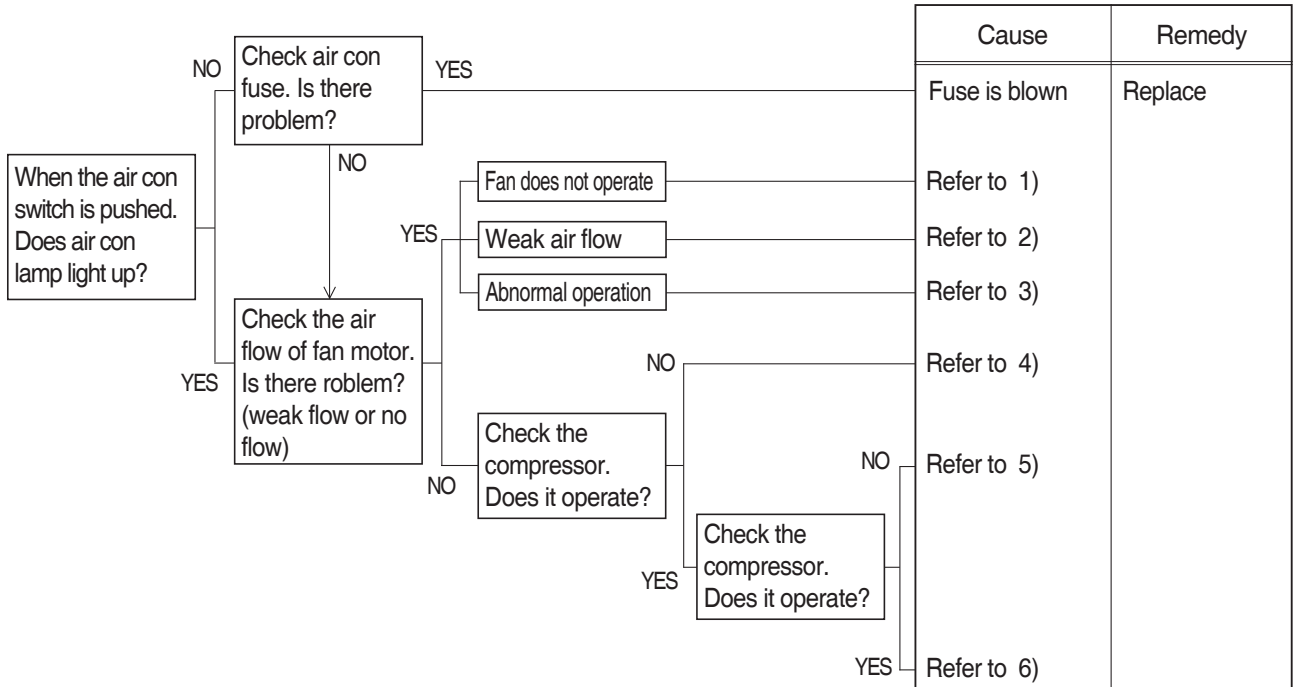 Cause
Remedy
NO
Check air con
fuse. Is there
problem?
YES
Fuse is blown
Replace
NO
When the air con
switch is pushed.
Does air con
lamp light up?
YES
Check the air
flow of fan motor.
Is there roblem?
(weak flow or no
flow)
YES
Fan does not operate
Refer to 1)
Weak air flow
Refer to 2)
Abnormal operation
Refer to 3)
NO
Check the
compressor.
Does it operate?
NO
Refer to 4)
YES
Check the
compressor.
Does it operate?
NO
Refer to 5)
YES
Refer to 6)